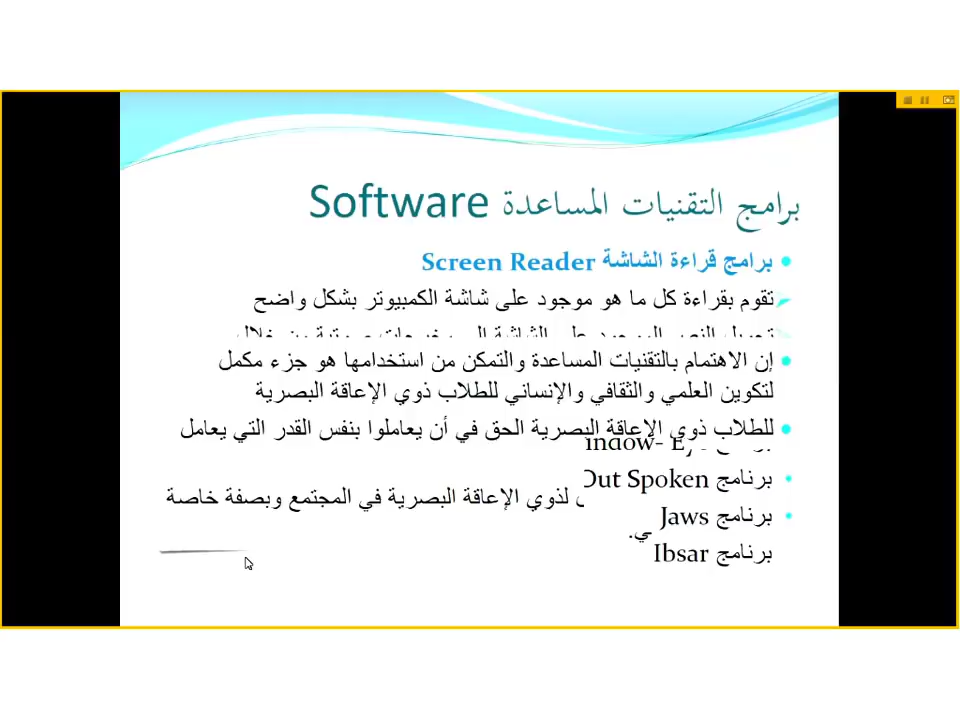 برامج التقنيات المساعدة Software
برامج قراءة الشاشة Screen Reader
تقوم بقراءة كل ما هو موجود على شاشة الكمبيوتر بشكل واضح
إن الاهتمام بالتقنيات المساعدة والتمكن من استخدامها هو جزء مكمل
لتكوين العلمي والثقافي والإنساني للطلاب ذوي الإعاقة البصرية
للطلاب ذوي الإعاقة البصرية الحق في أن يعاملوا بنفس القدر التي يعامل
برنامج Out Spoken
لذوي الإعاقة البصرية في المجتمع وبصفة خاصة
برنامج Jaws
برنامج Ibsar